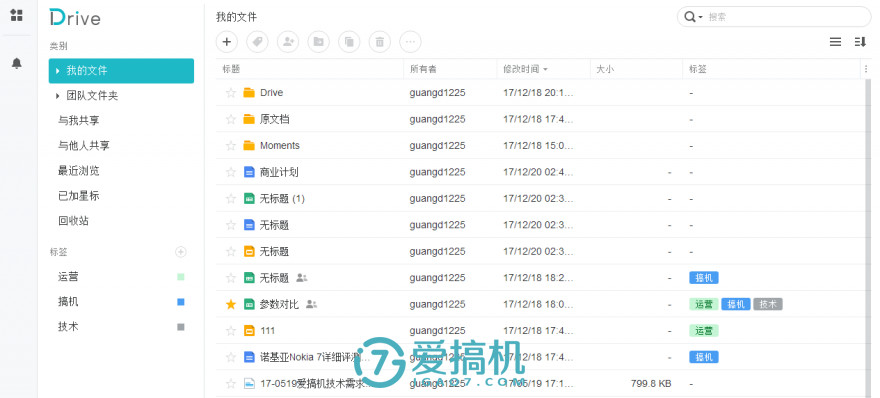 Drive
类别
我的文件
团队文件夹
与我共享
与他人共享
最近浏览
已加星标
回收站
标签
运营
搞机
技术
我的文件
搜索
标题 所有者 修改时间 大小 标签
Drive guangd1225 17/12/18 20:1... -
原文档 guangd1225 17/12/18 17:4... -
Moments guangd1225 17/12/18 15:0... -
商业计划 guangd1225 17/12/20 02:4... - -
无标题 (1) guangd1225 17/12/20 02:3... - -
无标题 guangd1225 17/12/20 02:3... - -
无标题 guangd1225 17/12/20 02:3... - -
无标题 guangd1225 17/12/18 18:2... - 搞机
参数对比 guangd1225 17/12/18 18:0... - 运营 搞机 技术
111 guangd1225 17/12/18 17:4... - 运营
诺基亚Nokia 7详细评测... guangd1225 17/12/18 17:4... - 搞机
17-0519爱搞机技术需求... guangd1225 17/05/19 17:1... 799.8 KB -
爱搞机